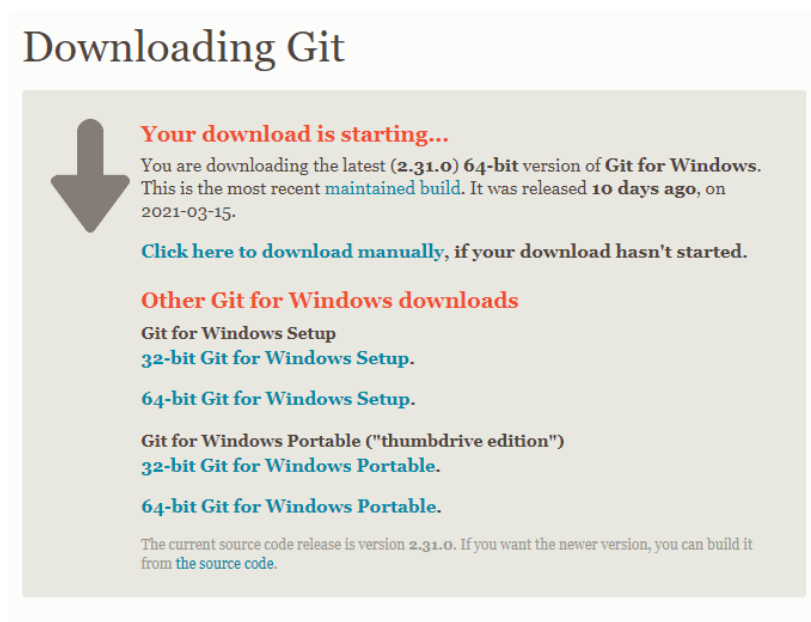 Downloading Git
Your download is starting...
You are downloading the latest (2.31.0) 64-bit version of Git for Windows.
This is the most recent maintained build. It was released 10 days ago, on
2021-03-15.
Click here to download manually, if your download hasn't started.
Other Git for Windows downloads
Git for Windows Setup
32-bit Git for Windows Setup.
64-bit Git for Windows Setup.
Git for Windows Portable ("thumbdrive edition")
32-bit Git for Windows Portable.
64-bit Git for Windows Portable.
The current source code release is version 2.31.0. If you want the newer version, you can build it
from the source code.